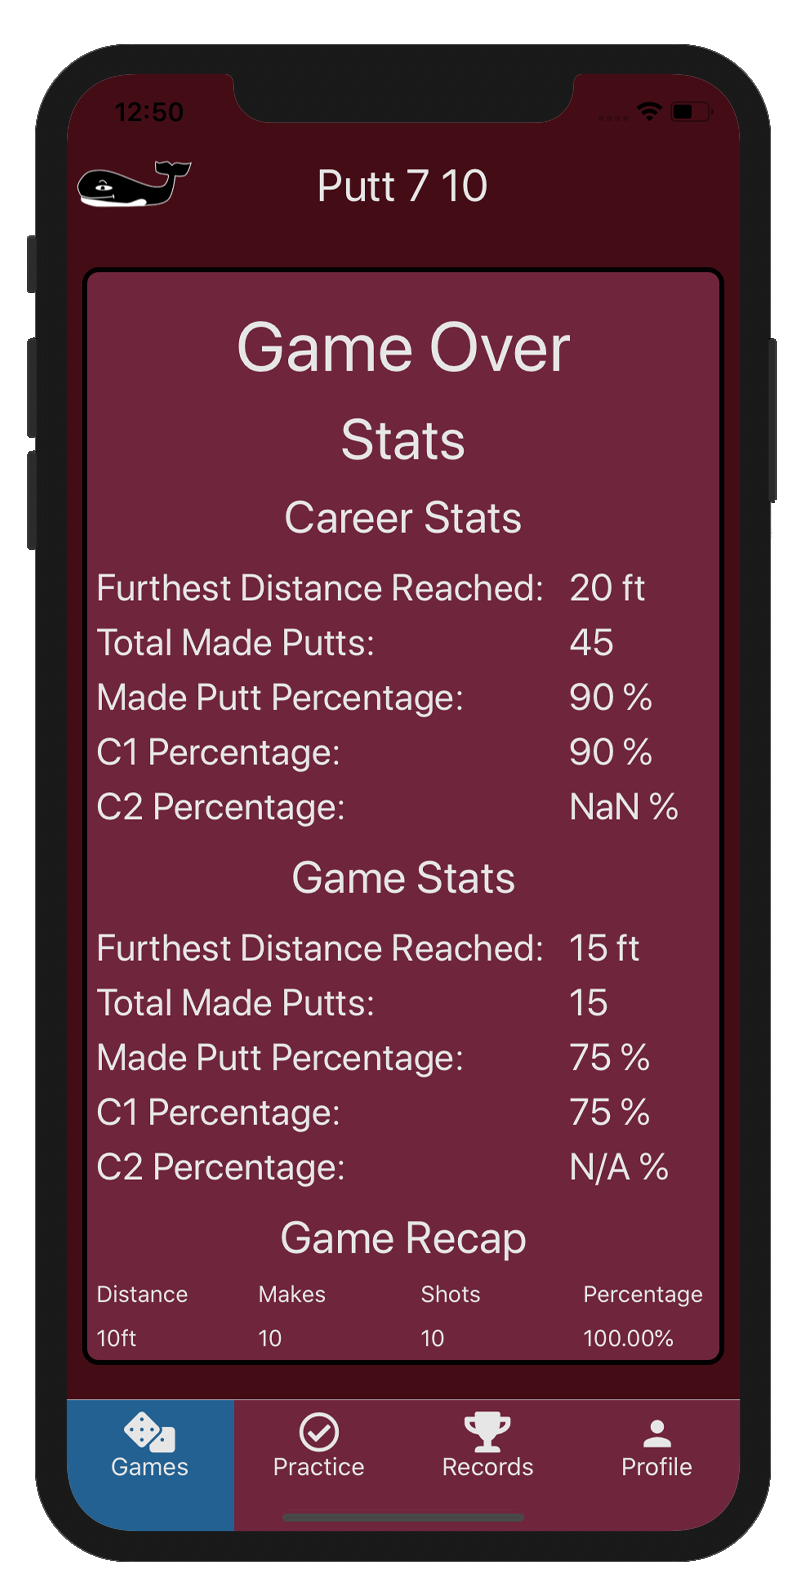 12:50
Putt 7 10
Game Over
Stats
Career Stats
Furthest Distance Reached: 20 ft
Total Made Putts: 45
Made Putt Percentage: 90 %
C1 Percentage: 90 %
C2 Percentage: NaN %
Game Stats
Furthest Distance Reached: 15 ft
Total Made Putts: 15
Made Putt Percentage: 75 %
C1 Percentage: 75 %
C2 Percentage: N/A %
Game Recap
Distance Makes Shots Percentage
10ft 10 10 100.00%
Games Practice Records Profile